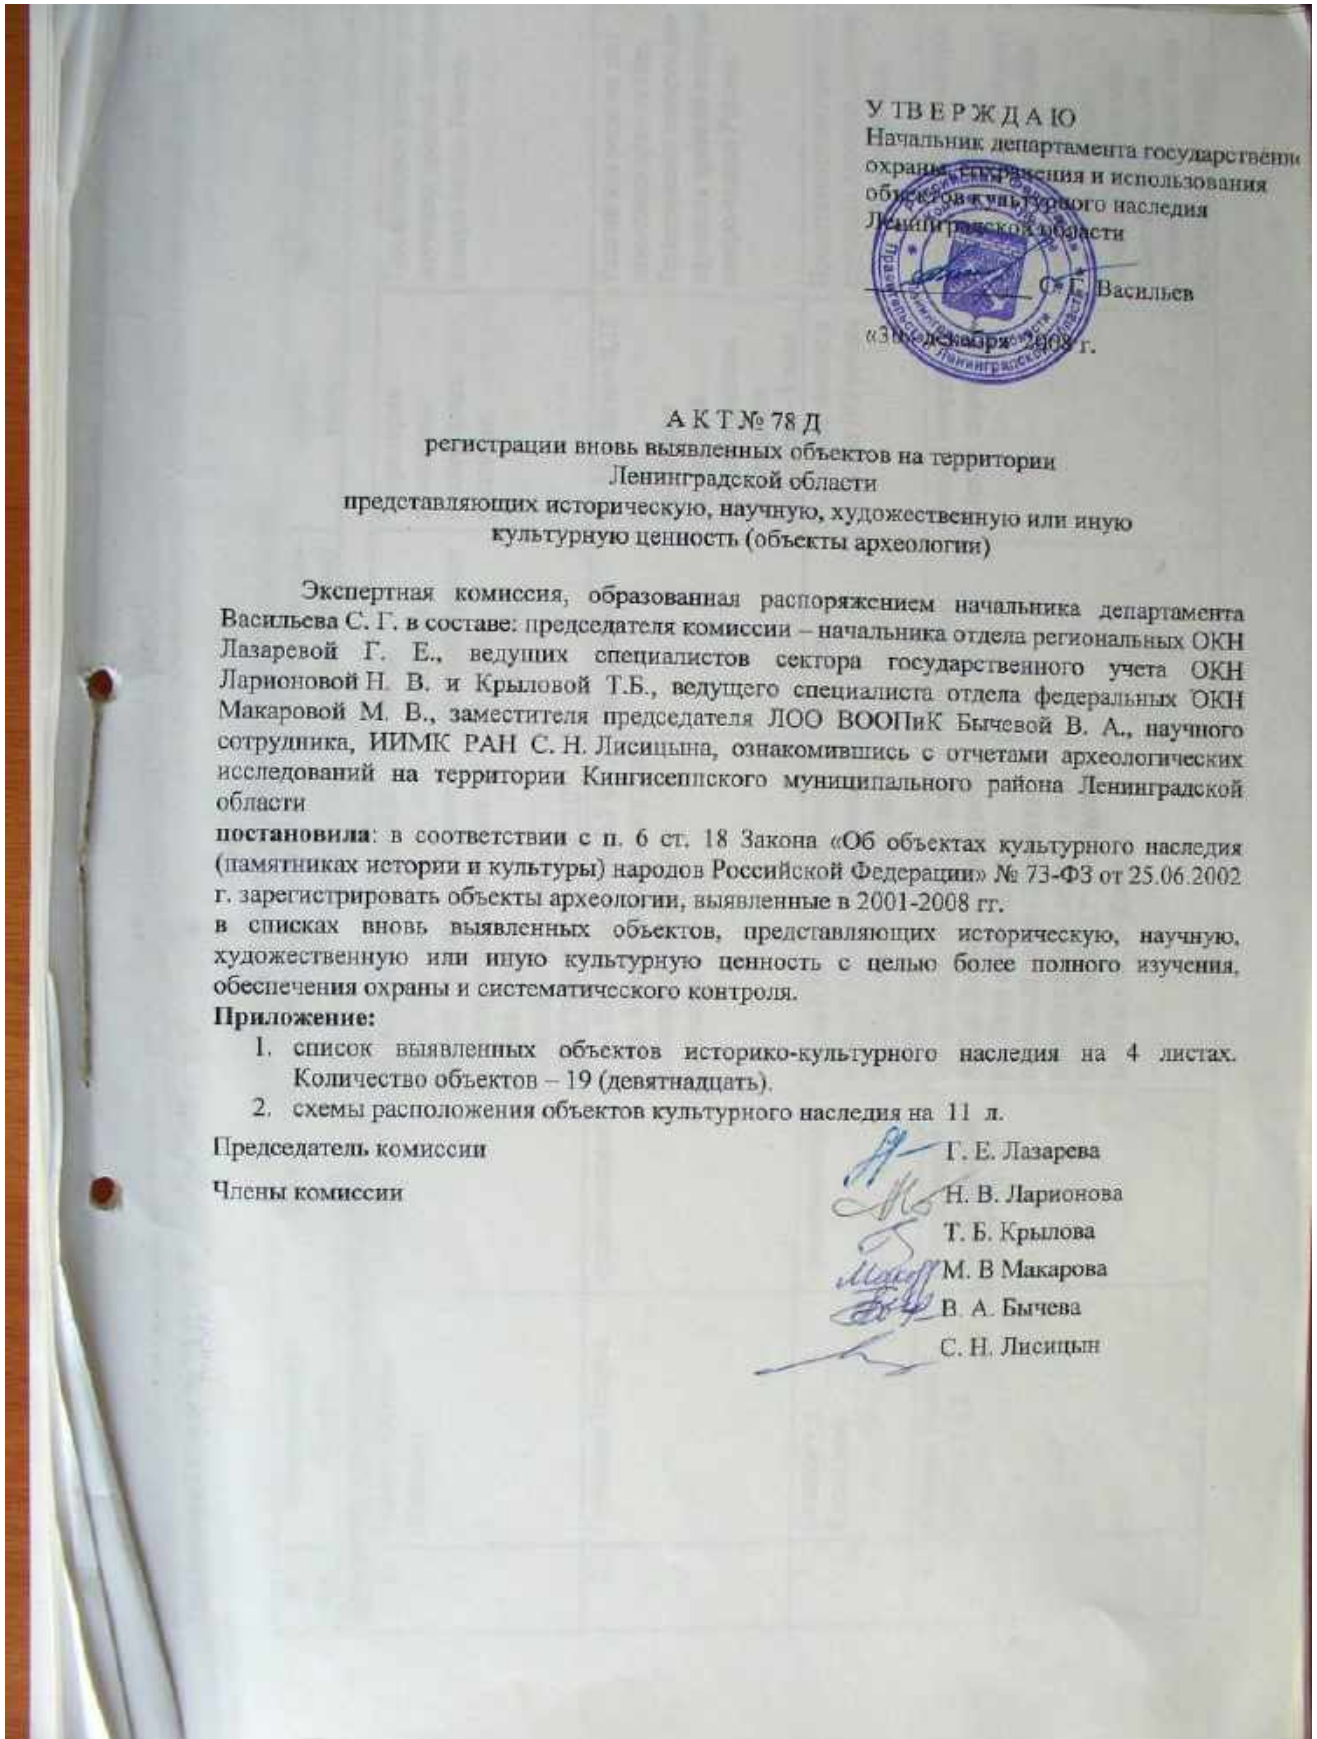 У ТВ Е Р Ж Д А Ю
Начальник департамента государственн
охраны, сохранения и использования
объектов культурного наследия
Ленинградской области
С. Г. Васильев
«30» декабря 2008 г.
А К Т № 78 Д
регистрации вновь выявленных объектов на территории
Ленинградской области
представляющих историческую, научную, художественную или иную
культурную ценность (объекты археологии)
Экспертная комиссия, образованная распоряжением начальника департамента
Васильева С. Г. в составе: председателя комиссии – начальника отдела региональных ОКН
Лазаревой Г. Е., ведущих специалистов сектора государственного учета ОКН
Ларионовой Н. В. и Крыловой Т.Б., ведущего специалиста отдела федеральных ОКН
Макаровой М. В., заместителя председателя ЛОО ВООПиК Бычевой В. А., научного
сотрудника, ИИМК РАН С. Н. Лисицына, ознакомившись с отчетами археологических
исследований на территории Кингисеппского муниципального района Ленинградской
области
постановила: в соответствии с п. 6 ст. 18 Закона «Об объектах культурного наследия
(памятниках истории и культуры) народов Российской Федерации» № 73-ФЗ от 25.06.2002
г. зарегистрировать объекты археологии, выявленные в 2001-2008 гг.
в списках вновь выявленных объектов, представляющих историческую, научную,
художественную или иную культурную ценность с целью более полного изучения,
обеспечения охраны и систематического контроля.
Приложение:
1. список выявленных объектов историко-культурного наследия на 4 листах.
Количество объектов – 19 (девятнадцать).
2. схемы расположения объектов культурного наследия на 11 л.
Председатель комиссии Г. Е. Лазарева
Члены комиссии Н. В. Ларионова
Т. Б. Крылова
М. В Макарова
В. А. Бычева
С. Н. Лисицын